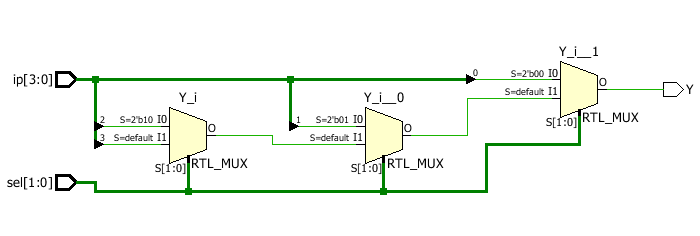 Y_i__1
ip[3:0]
0
S=2'b00 I0
O
Y
Y_i
Y_i__0
S=default I1
2
S=2'b10 I0
1
S=2'b01 I0
S[1:0]
RTL_MUX
O
O
3
S=default I1
S=default I1
S[1:0]
RTL_MUX
S[1:0]
RTL_MUX
sel[1:0]